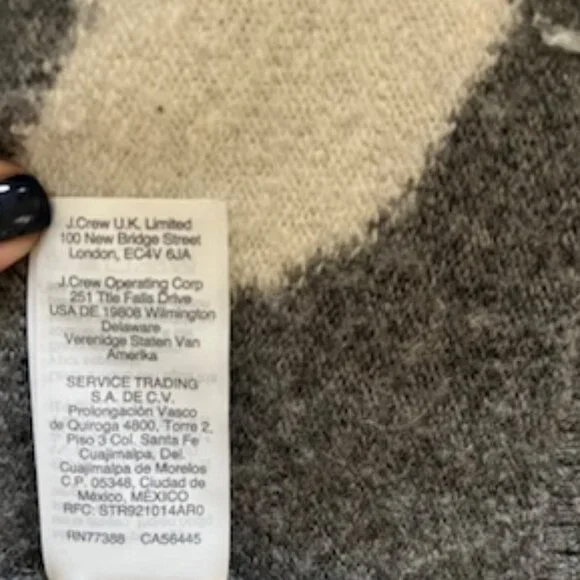 J.Crew U.K. Limited
100 New Bridge Street
London, EC4V 6JA
J.Crew Operating Corp
251 Ttle Falls Drive
USA DE 19808 Wilmington
Delaware
Verenidge Staten Van
Amerika
SERVICE TRADING
S.A. DE C.V.
Prolongación Vasco
de Quiroga 4800, Torre 2,
Piso 3 Col. Santa Fe
Cuajimalpa, Del.
Cuajimalpa de Morelos
C.P. 05348, Ciudad de
México, MÉXICO
RFC: STR921014AR0
RN77388 CA56445